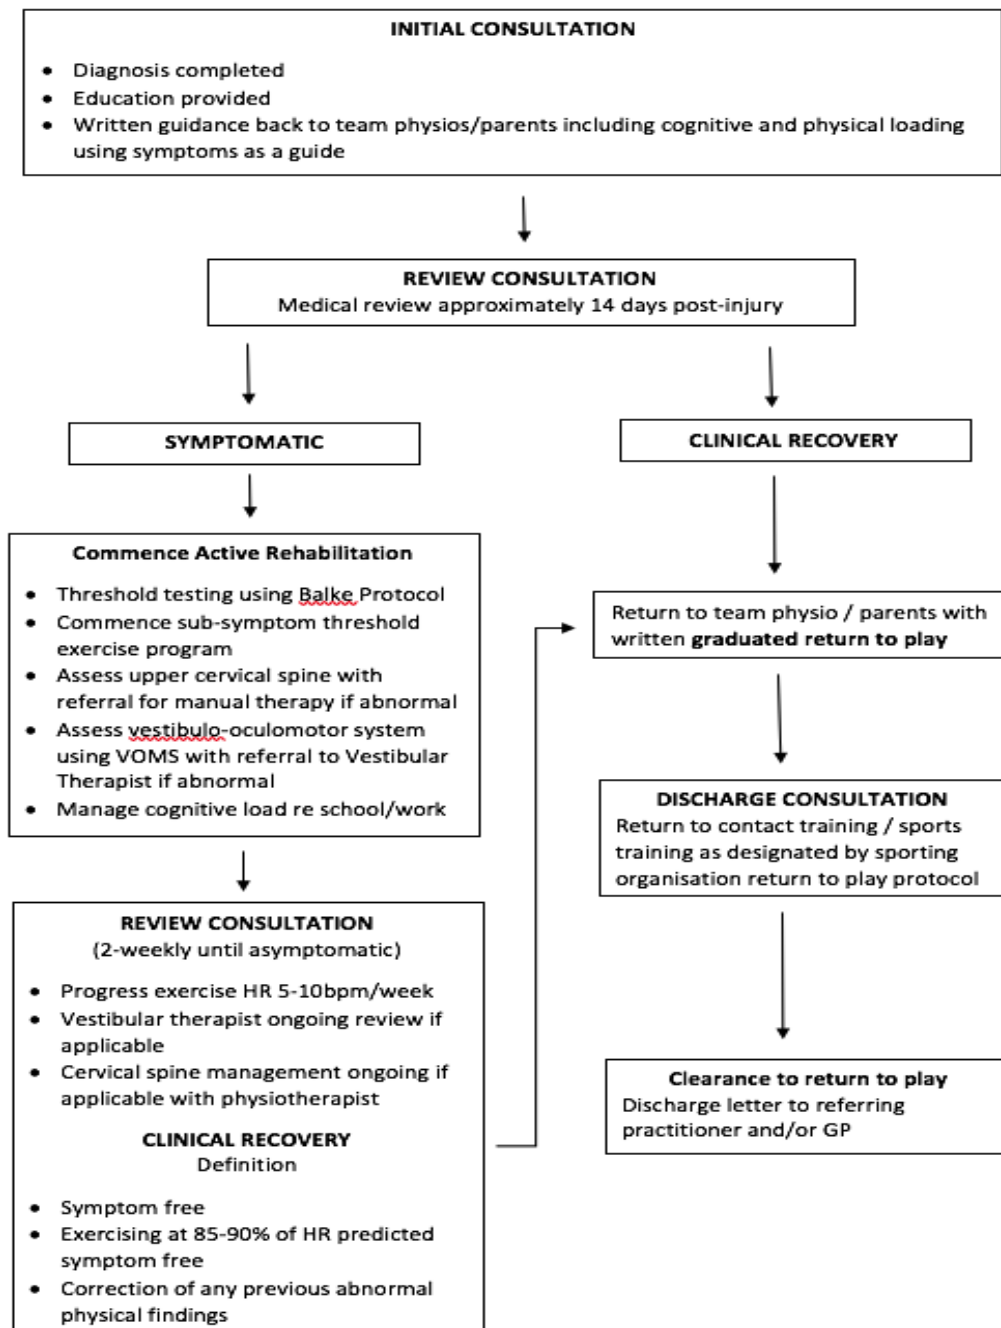 INITIAL CONSULTATION
• Diagnosis completed
• Education provided
• Written guidance back to team physios/parents including cognitive and physical loading
using symptoms as a guide
REVIEW CONSULTATION
Medical review approximately 14 days post-injury
SYMPTOMATIC
CLINICAL RECOVERY
Commence Active Rehabilitation
• Threshold testing using Balke Protocol
• Commence sub-symptom threshold
exercise program
• Assess upper cervical spine with
referral for manual therapy if abnormal
• Assess vestibulo-oculomotor system
using VOMS with referral to Vestibular
Therapist if abnormal
• Manage cognitive load re school/work
Return to team physio / parents with
written graduated return to play
DISCHARGE CONSULTATION
Return to contact training / sports
training as designated by sporting
organisation return to play protocol
REVIEW CONSULTATION
(2-weekly until asymptomatic)
• Progress exercise HR 5-10bpm/week
• Vestibular therapist ongoing review if
applicable
• Cervical spine management ongoing if
applicable with physiotherapist
CLINICAL RECOVERY
Definition
• Symptom free
• Exercising at 85-90% of HR predicted
symptom free
• Correction of any previous abnormal
physical findings
Clearance to return to play
Discharge letter to referring
practitioner and/or GP